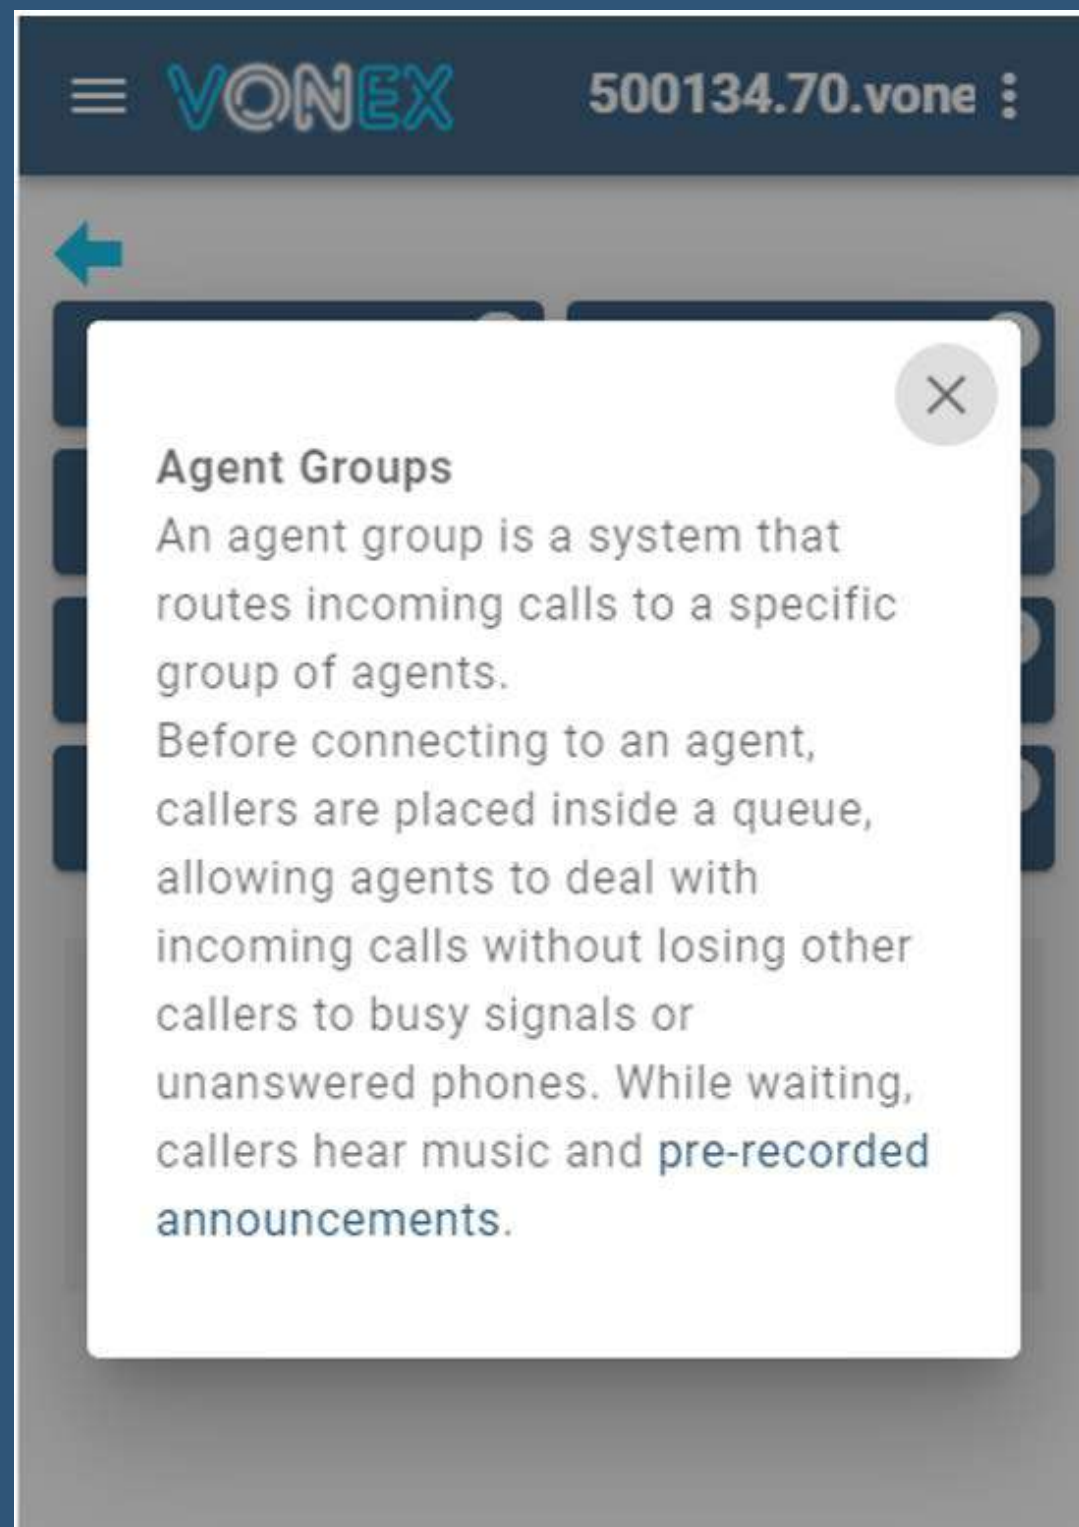 VONEX
500134.70.vone
Agent Groups
An agent group is a system that
routes incoming calls to a specific
group of agents.
Before connecting to an agent,
callers are placed inside a queue,
allowing agents to deal with
incoming calls without losing other
callers to busy signals or
unanswered phones. While waiting,
callers hear music and pre-recorded
announcements.